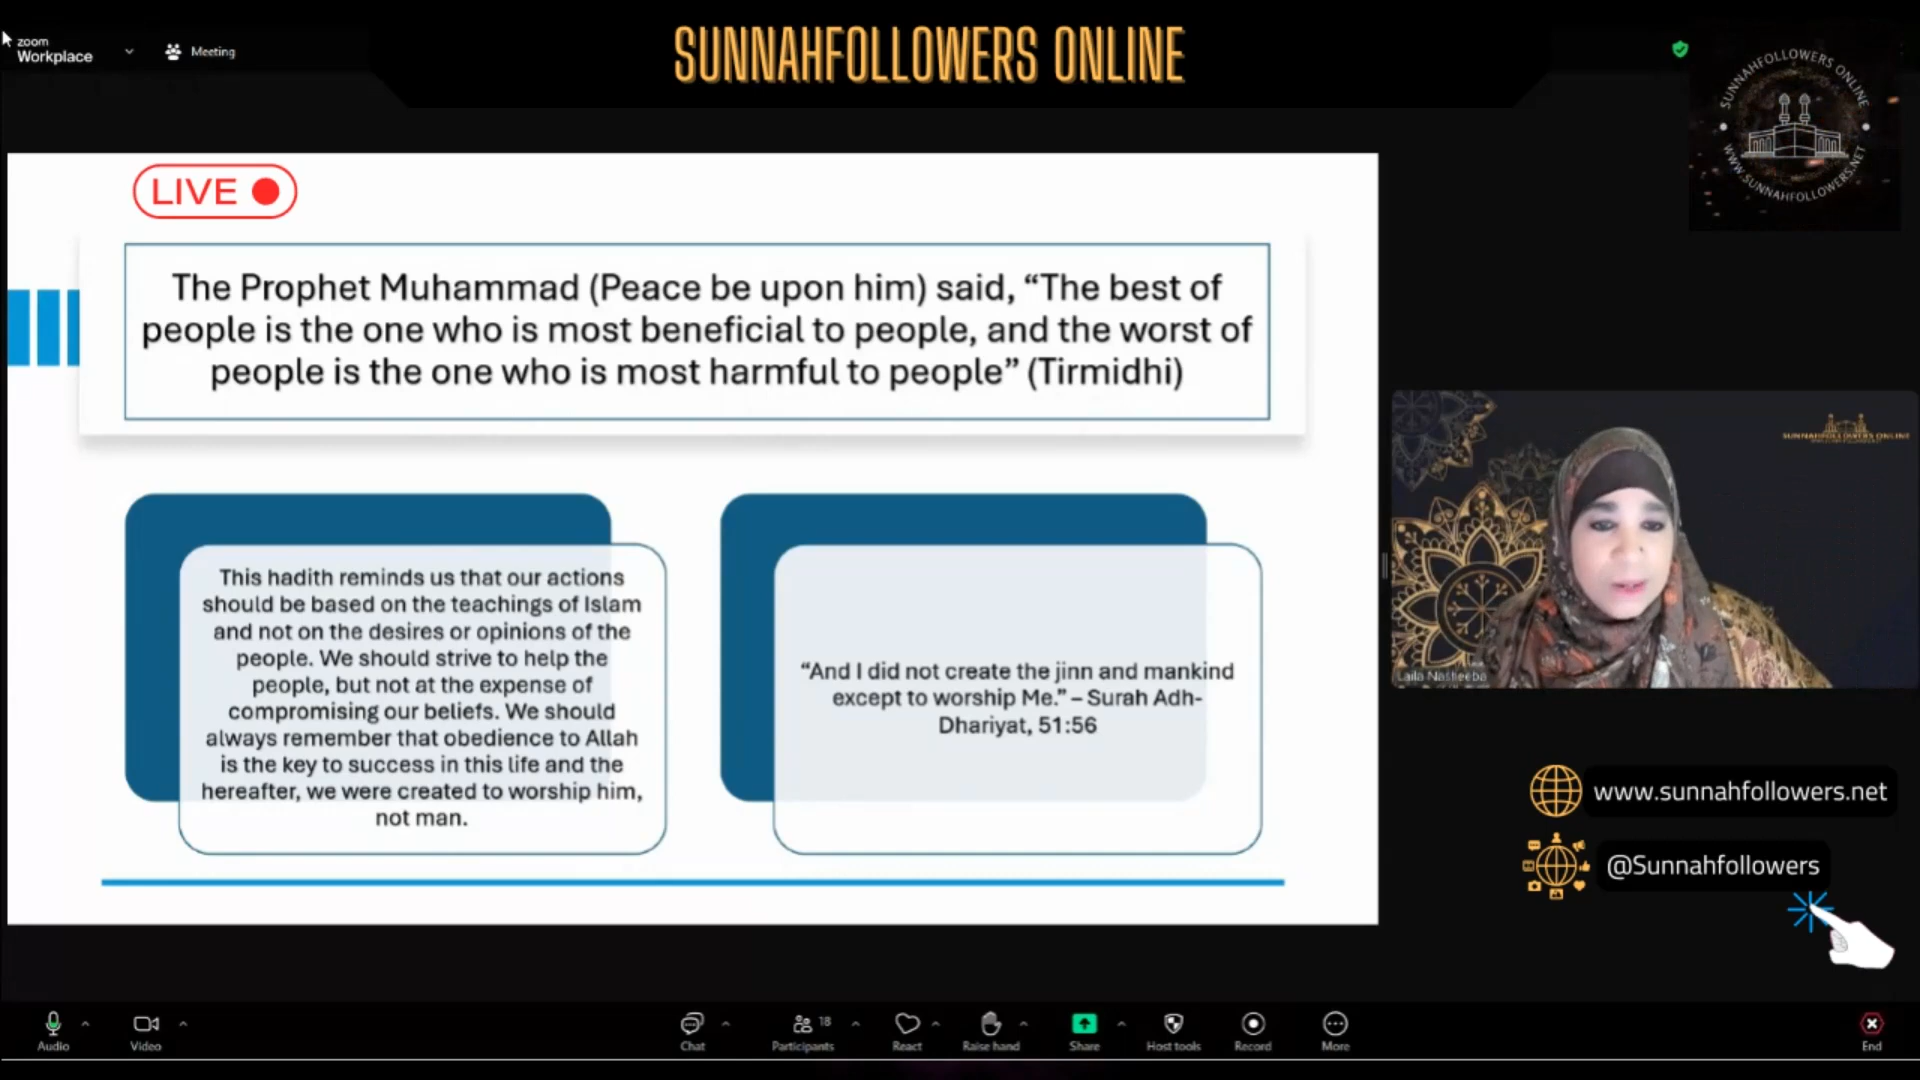 SUNNAHFOLLOWERS ONLINE
zoom
Workplace
Meeting
SUNNAHFOLLOWERS ONLINE
WWW.SUNNAHFOLLOWERS.NET
LIVE
The Prophet Muhammad (Peace be upon him) said, “The best of
people is the one who is most beneficial to people, and the worst of
people is the one who is most harmful to people” (Tirmidhi)
This hadith reminds us that our actions
should be based on the teachings of Islam
and not on the desires or opinions of the
people. We should strive to help the
people, but not at the expense of
compromising our beliefs. We should
always remember that obedience to Allah
is the key to success in this life and the
hereafter, we were created to worship him,
not man.
“And I did not create the jinn and mankind
except to worship Me.” – Surah Adh-
Dhariyat, 51:56
SUNNAHFOLLOWERS ONLINE
Laila Nasheeba
www.sunnahfollowers.net
@Sunnahfollowers
Audio
Video
Chat
18
Participants
React
Raise hand
Share
Host tools
Record
More
End